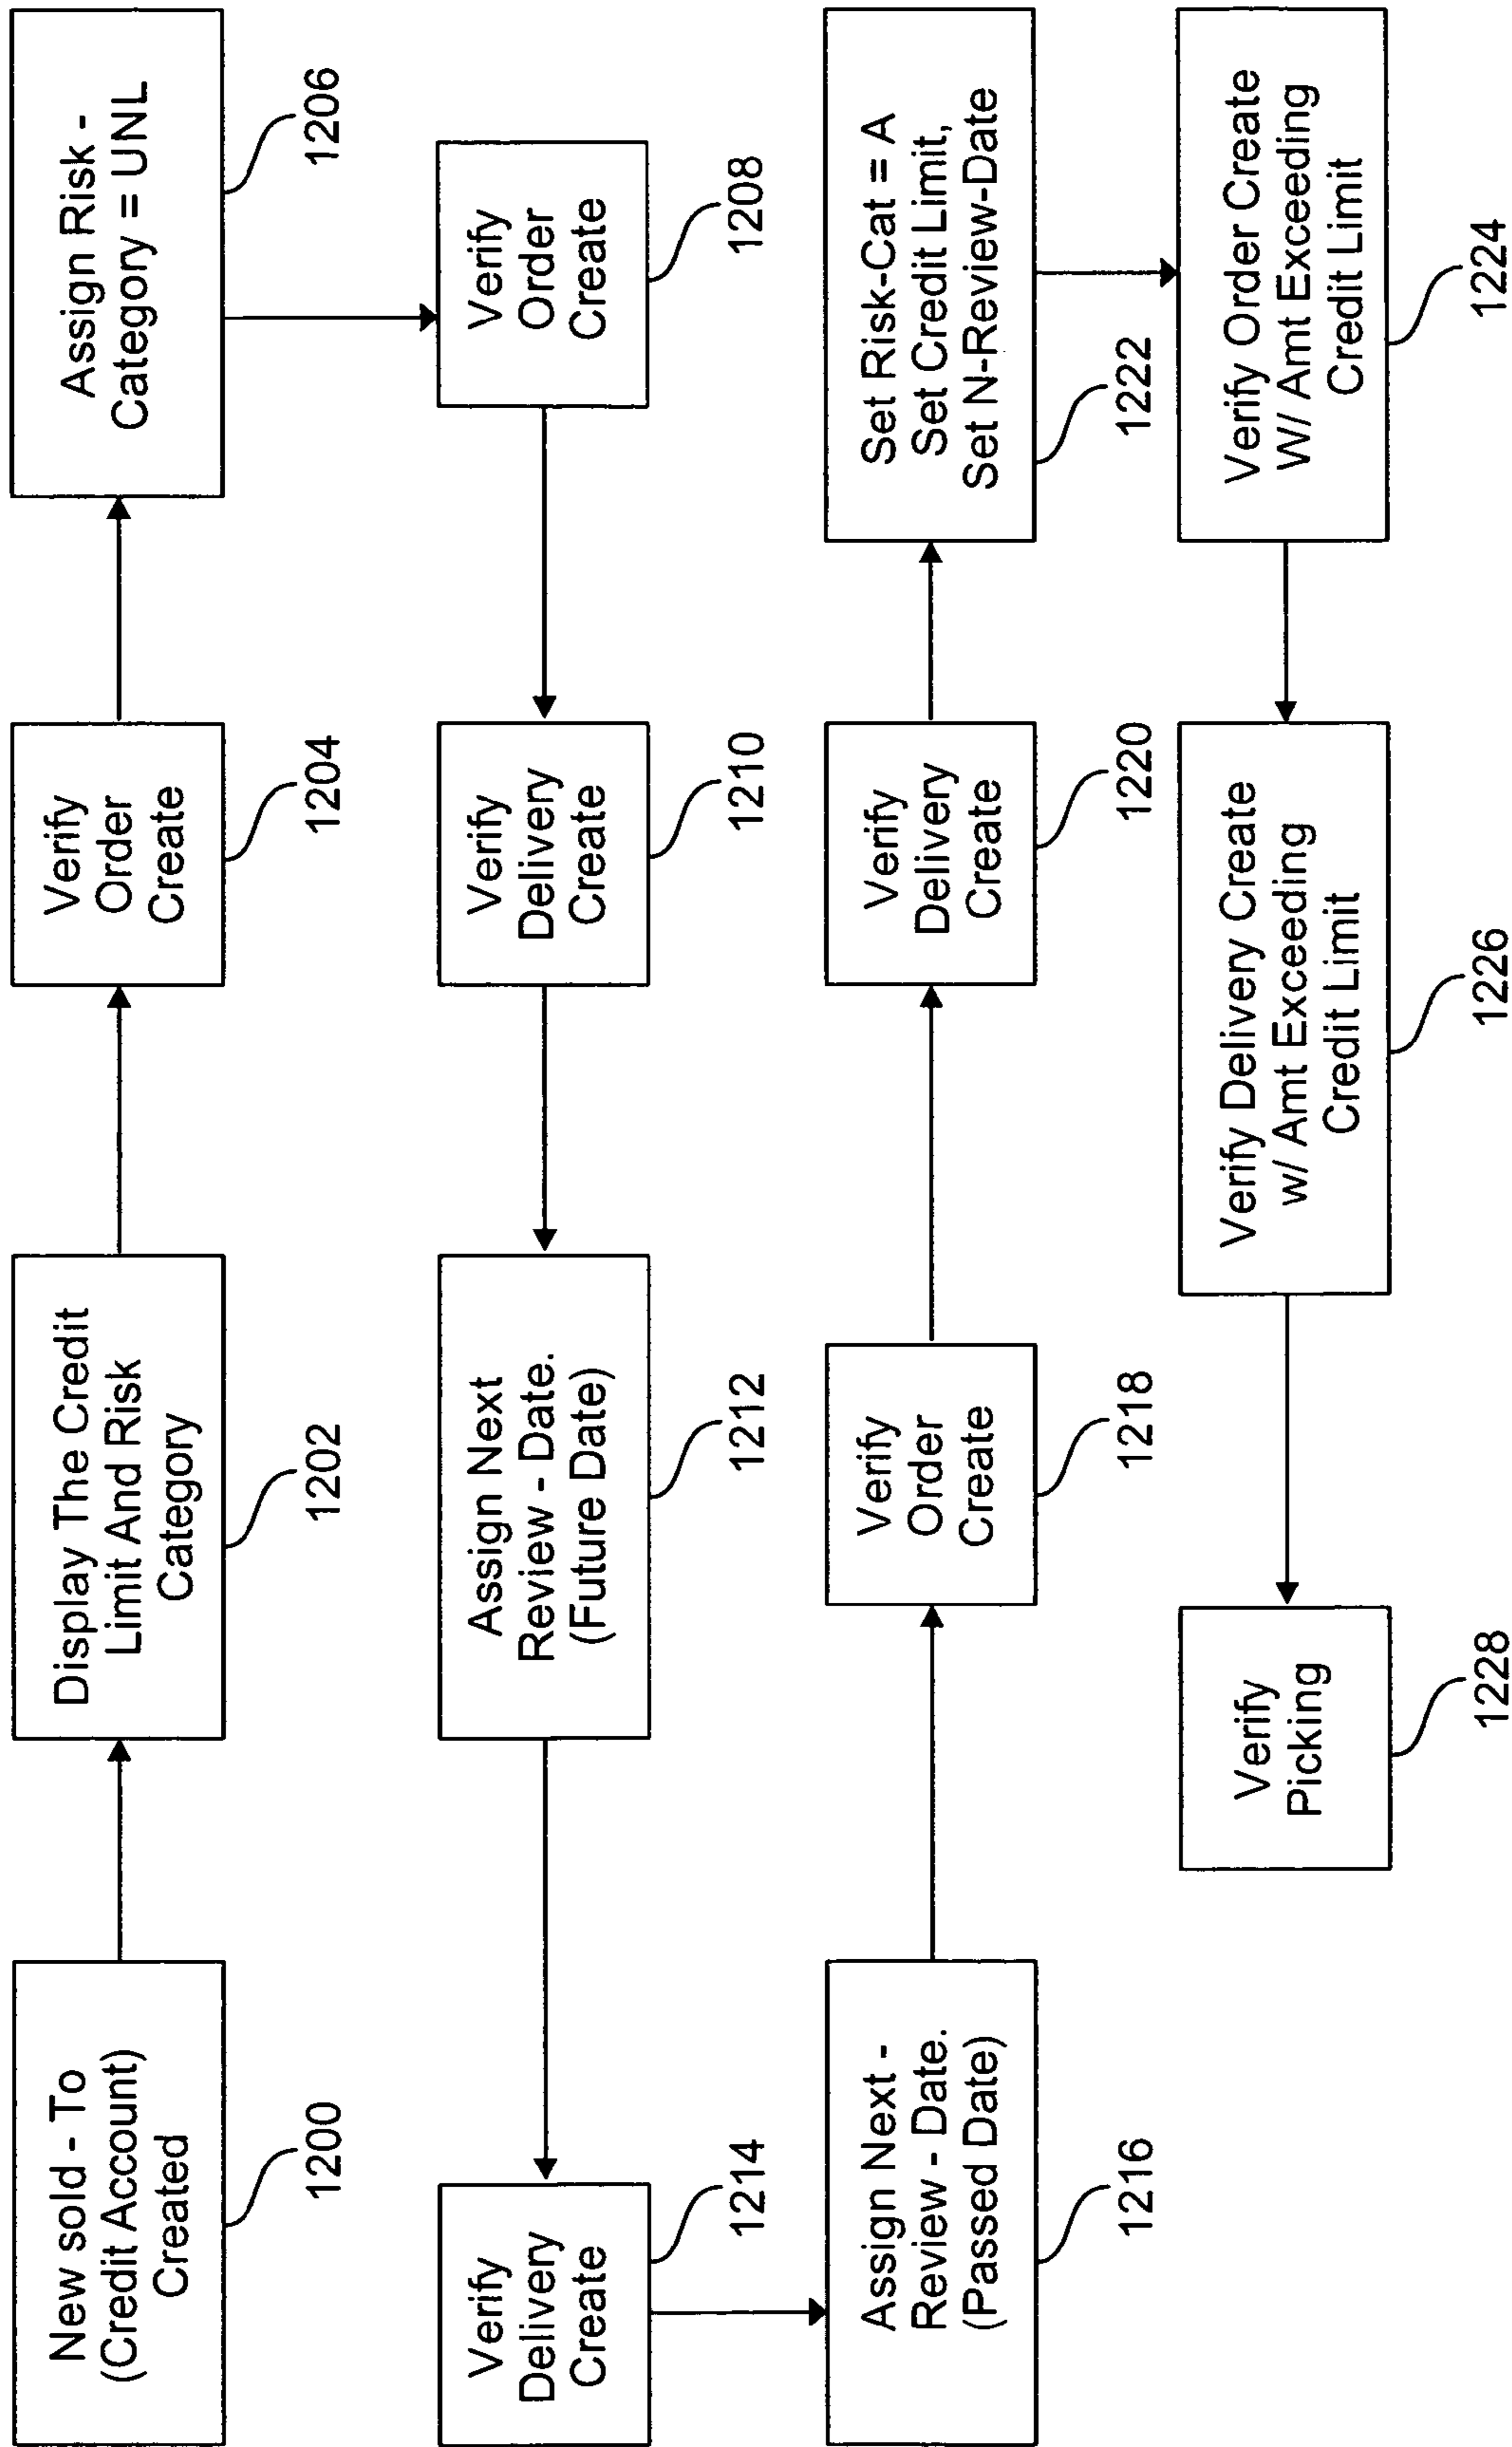 New sold - To
(Credit Account)
Created
1200
Display The Credit
Limit And Risk
Category
1202
Verify
Order
Create
1204
Assign Risk -
Category = UNL
1206
Verify
Order
Create
1208
Verify
Delivery
Create
1210
Assign Next
Review - Date.
(Future Date)
1212
Verify
Delivery
Create
1214
Assign Next -
Review - Date.
(Passed Date)
1216
Verify
Order
Create
1218
Verify
Delivery
Create
1220
Set Risk-Cat = A
Set Credit Limit,
Set N-Review-Date
1222
Verify Order Create
W/ Amt Exceeding
Credit Limit
1224
Verify Delivery Create
w/ Amt Exceeding
Credit Limit
1226
Verify
Picking
1228